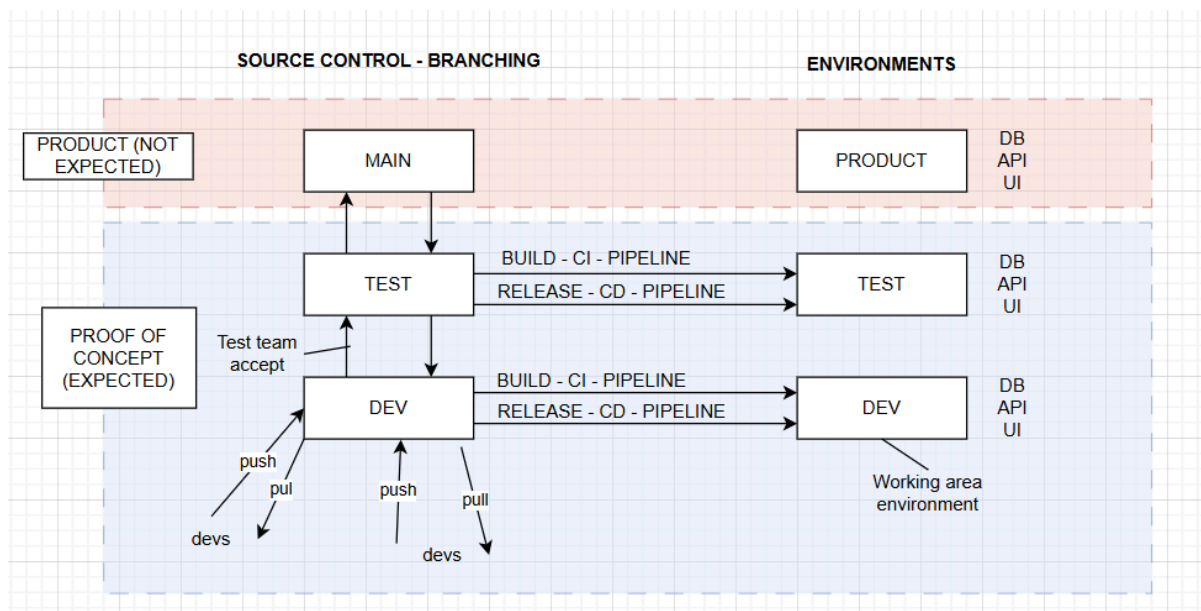 SOURCE CONTROL - BRANCHING
ENVIRONMENTS
PRODUCT (NOT
EXPECTED)
MAIN
PRODUCT
DB
API
UI
BUILD - CI - PIPELINE
RELEASE - CD - PIPELINE
TEST
TEST
DB
API
UI
PROOF OF
CONCEPT
(EXPECTED)
Test team
accept
BUILD - CI - PIPELINE
RELEASE - CD - PIPELINE
DEV
DEV
DB
API
UI
push
pul
push
pull
devs
devs
Working area
environment